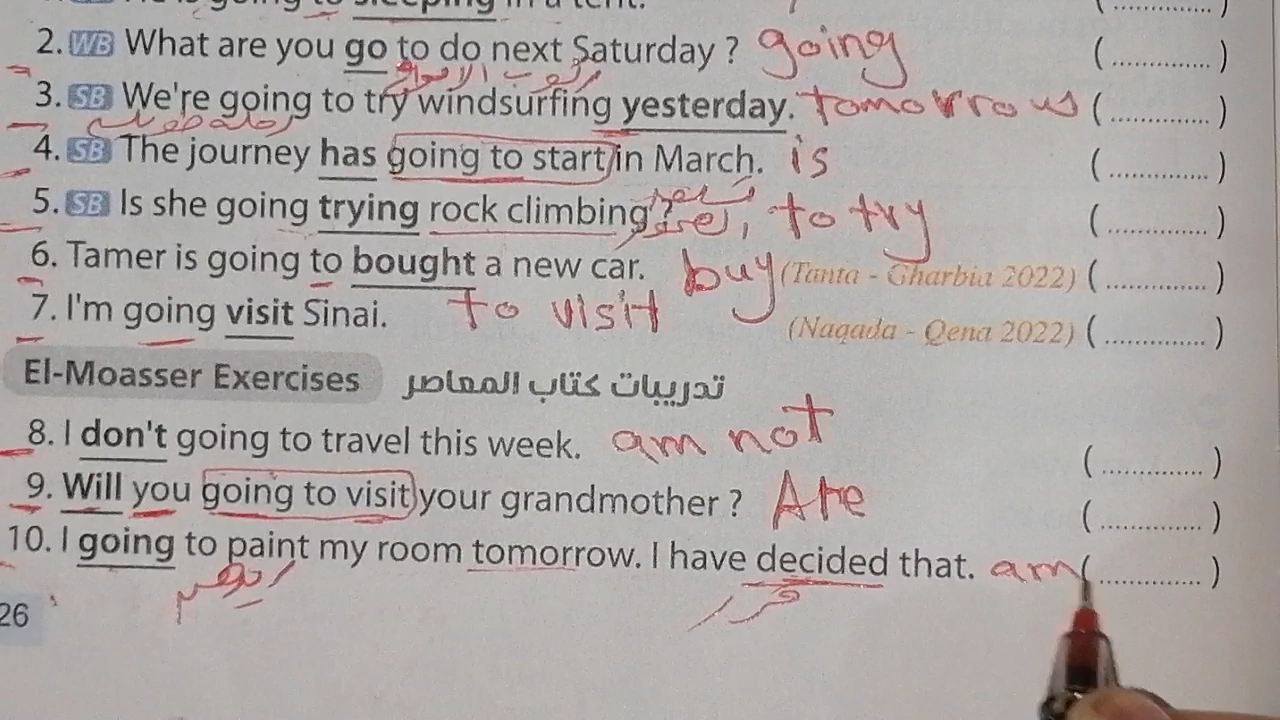 sleeping in a tent. (............)
2. WB What are you go to do next Saturday ? going (............)
3. SB We're going to try windsurfing yesterday. tomorrow (............)
4. SB The journey has going to start in March. is (............)
5. SB Is she going trying rock climbing ? to try (............)
6. Tamer is going to bought a new car. buy (Tanta - Gharbia 2022) (............)
7. I'm going visit Sinai. to visit (Naqada - Qena 2022) (............)
El-Moasser Exercises تدريبات كتاب المعاصر
8. I don't going to travel this week. am not (............)
9. Will you going to visit your grandmother ? Are (............)
10. I going to paint my room tomorrow. I have decided that. am (............)
قرار
26